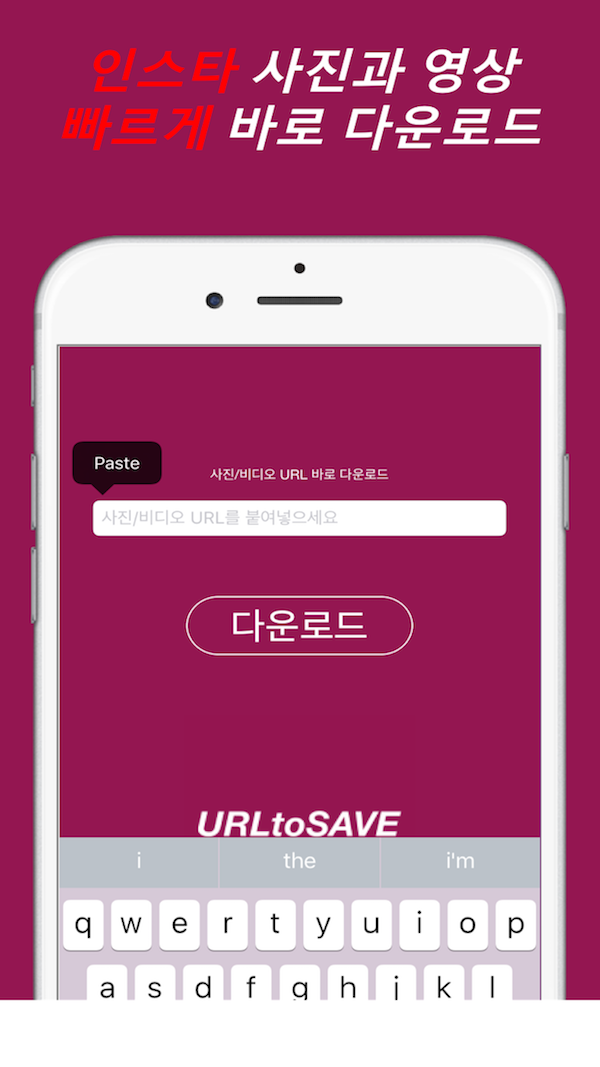 인스타 사진과 영상
빠르게 바로 다운로드
Paste
사진/비디오 URL 바로 다운로드
사진/비디오 URL를 붙여넣으세요
다운로드
URLtoSAVE
i the i'm
q w e r t y u i o p
a s d f g h j k l